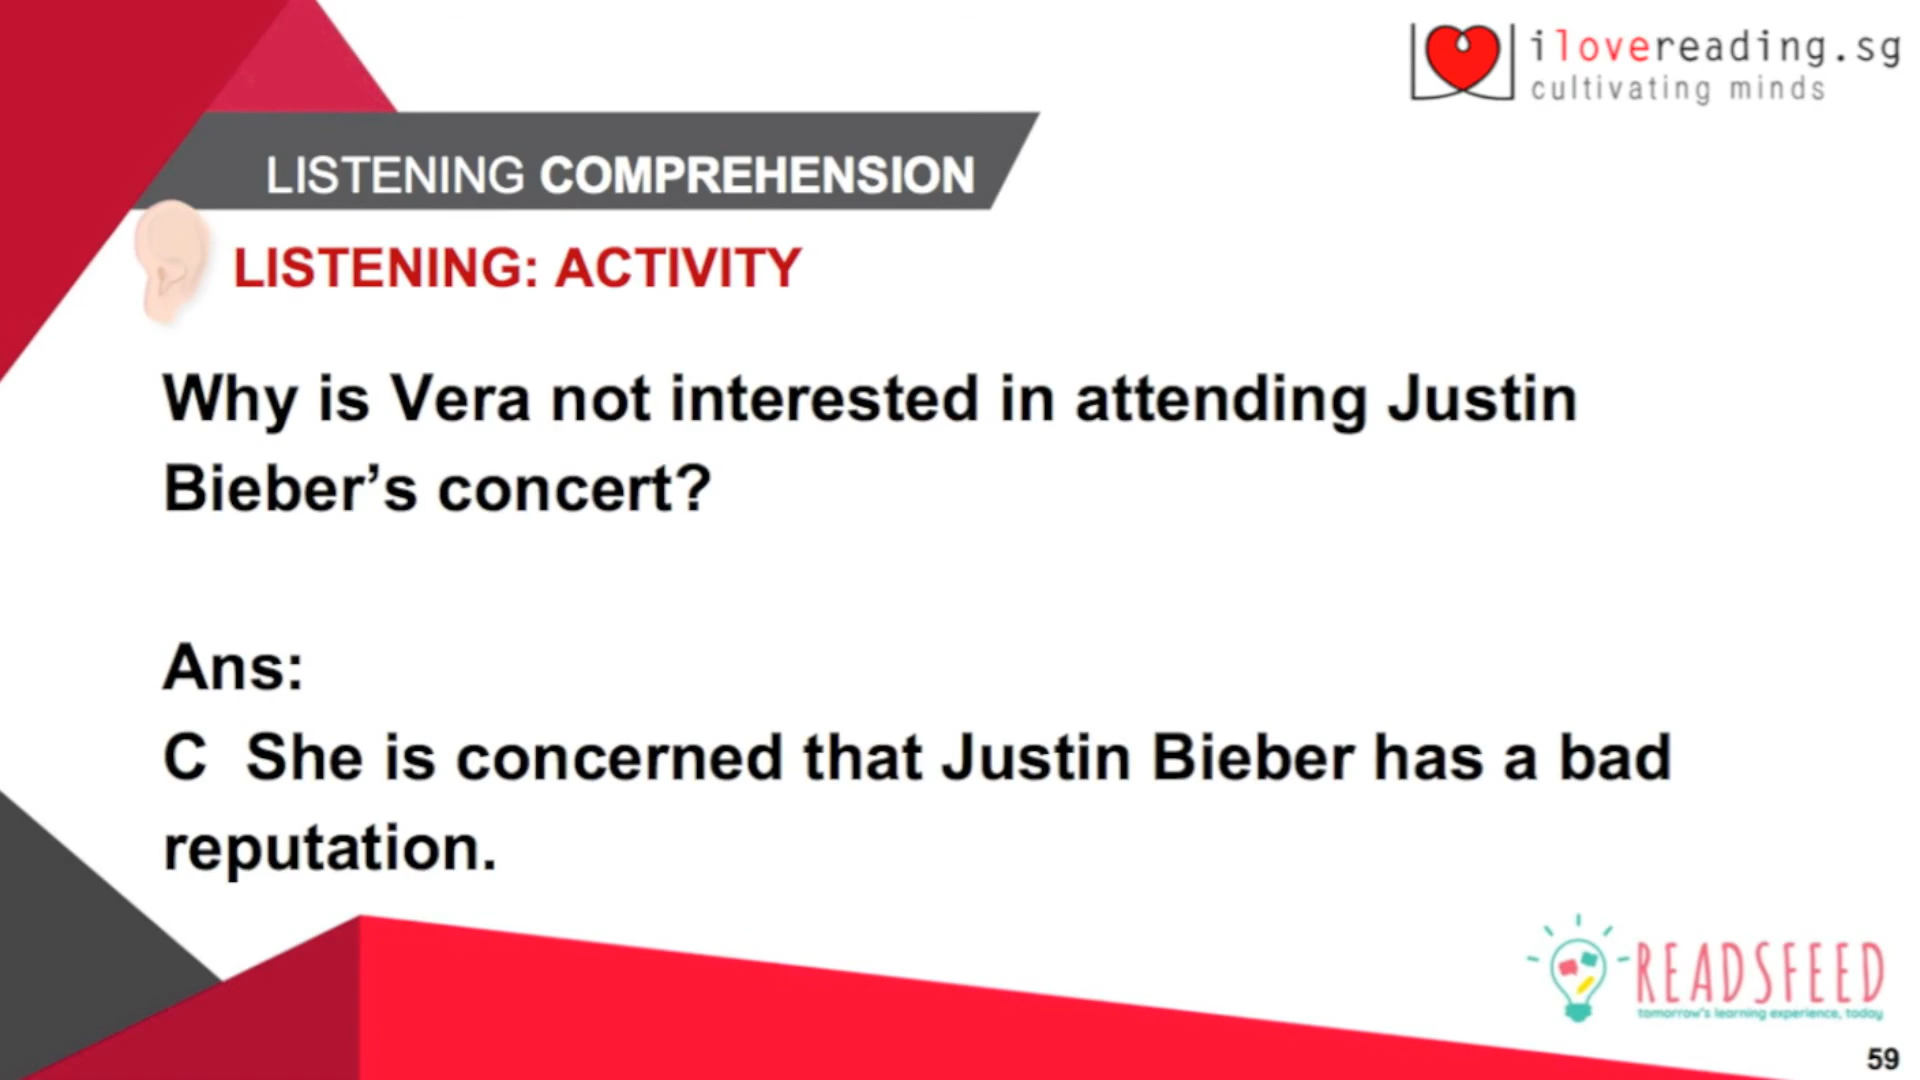 ilovereading.sg
cultivating minds
LISTENING COMPREHENSION
LISTENING: ACTIVITY
Why is Vera not interested in attending Justin
Bieber’s concert?
Ans:
C  She is concerned that Justin Bieber has a bad
reputation.
READSFEED
tomorrow's learning experience, today
59